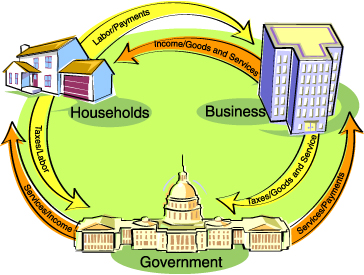 Labor/Payments
Income/Goods and Services
Households
Business
Taxes/Labor
Taxes/Goods and Service
Services/Income
Services/Payments
Government